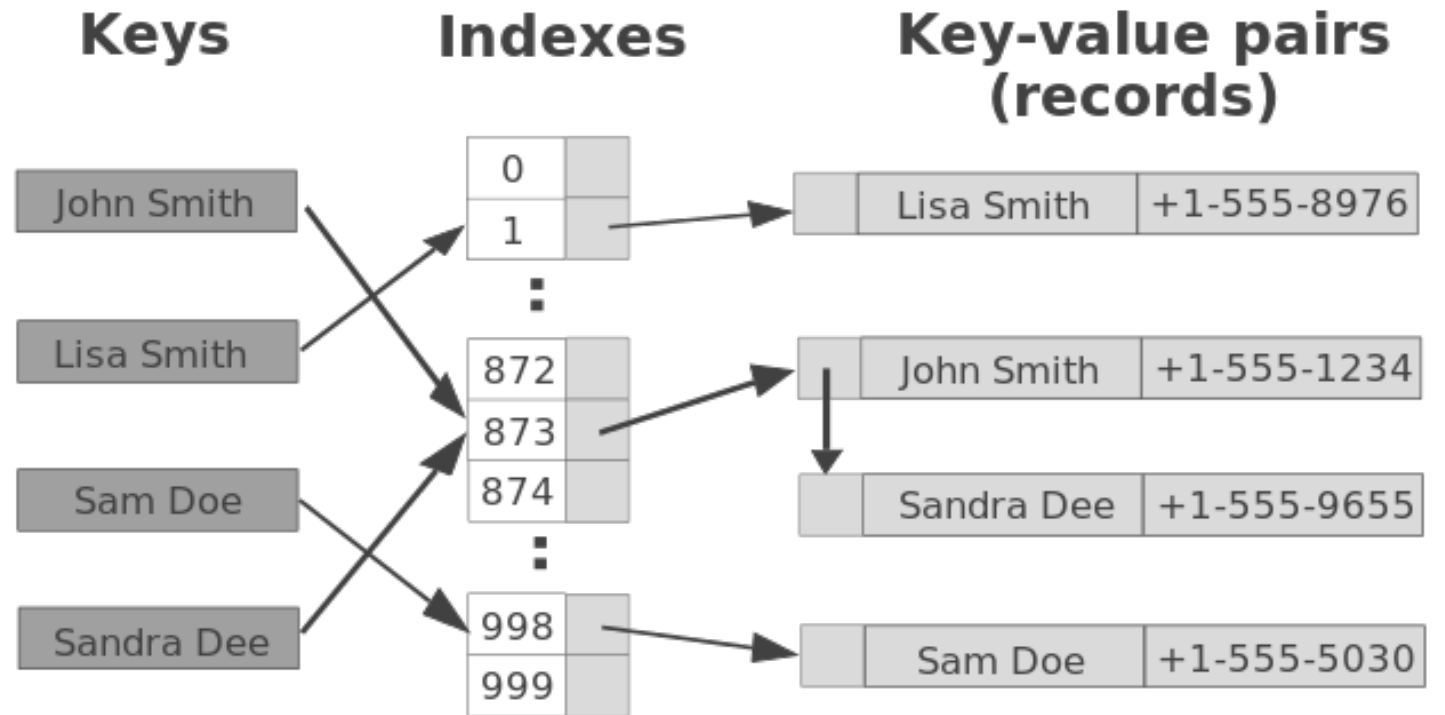 Keys
Indexes
Key-value pairs
(records)
John Smith
Lisa Smith
Sam Doe
Sandra Dee
0
1
:
872
873
874
:
998
999
Lisa Smith +1-555-8976
John Smith +1-555-1234
Sandra Dee +1-555-9655
Sam Doe +1-555-5030